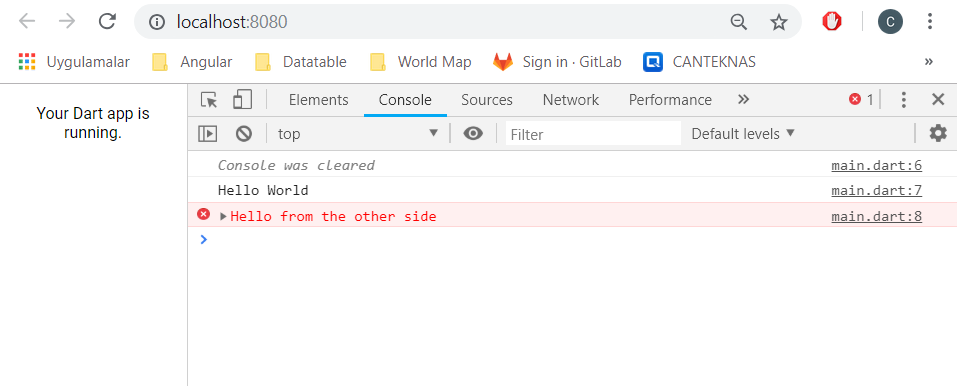 localhost:8080
C
Uygulamalar Angular Datatable World Map Sign in · GitLab CANTEKNAS »
Your Dart app is
running.
Elements Console Sources Network Performance » 1
top Filter Default levels
Console was cleared main.dart:6
Hello World main.dart:7
Hello from the other side main.dart:8